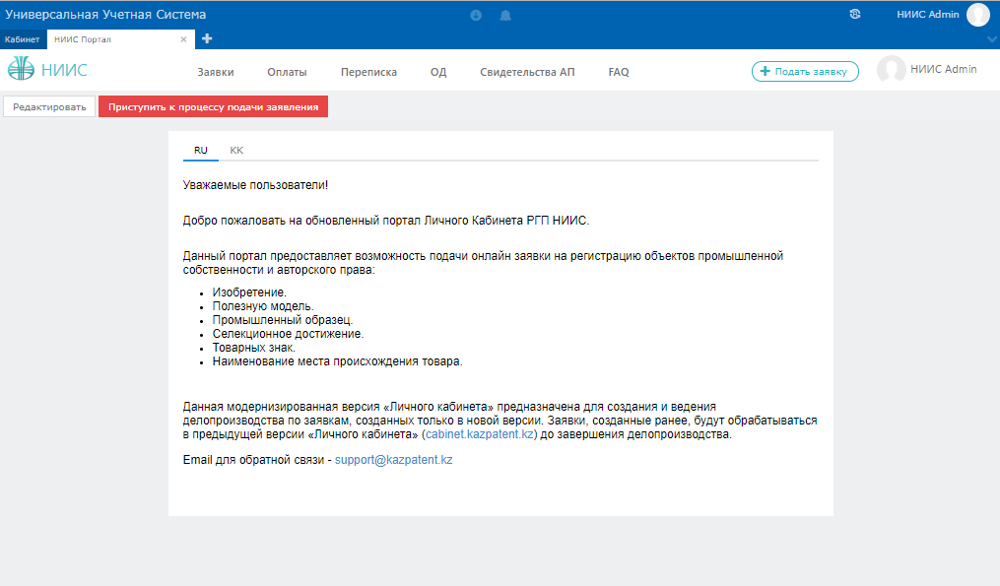 Универсальная Учетная Система
НИИС Admin
Кабинет
НИИС Портал
НИИС
Заявки
Оплаты
Переписка
ОД
Свидетельства АП
FAQ
Подать заявку
НИИС Admin
Редактировать
Приступить к процессу подачи заявления
RU
KK
Уважаемые пользователи!
Добро пожаловать на обновленный портал Личного Кабинета РГП НИИС.
Данный портал предоставляет возможность подачи онлайн заявки на регистрацию объектов промышленной
собственности и авторского права:
• Изобретение.
• Полезную модель.
• Промышленный образец.
• Селекционное достижение.
• Товарных знак.
• Наименование места происхождения товара.
Данная модернизированная версия «Личного кабинета» предназначена для создания и ведения
делопроизводства по заявкам, созданных только в новой версии. Заявки, созданные ранее, будут обрабатываться
в предыдущей версии «Личного кабинета» (cabinet.kazpatent.kz) до завершения делопроизводства.
Email для обратной связи - support@kazpatent.kz